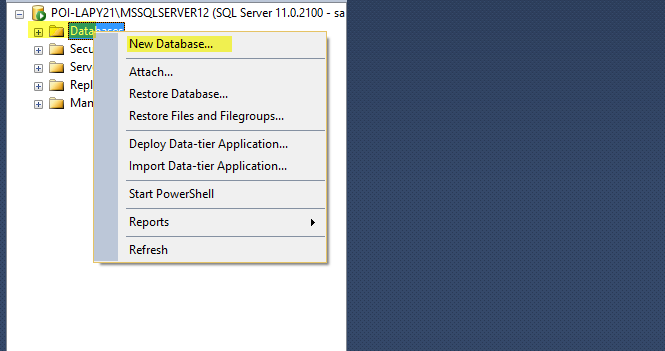 POI-LAPY21\MSSQLSERVER12 (SQL Server 11.0.2100 - sa
Databases
New Database...
Secu
Attach...
Serve
Restore Database...
Repl
Man
Restore Files and Filegroups...
Deploy Data-tier Application...
Import Data-tier Application...
Start PowerShell
Reports
Refresh